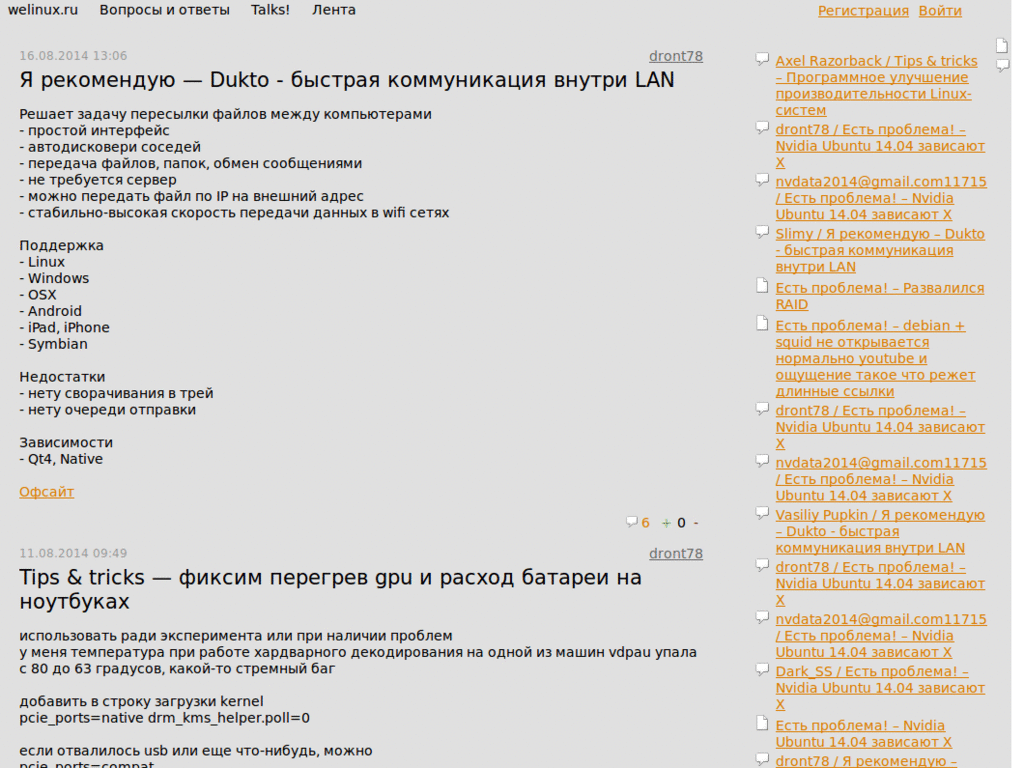 welinux.ru Вопросы и ответы Talks! Лента
Регистрация Войти
16.08.2014 13:06 dront78
Я рекомендую — Dukto - быстрая коммуникация внутри LAN
Решает задачу пересылки файлов между компьютерами
- простой интерфейс
- автодисковери соседей
- передача файлов, папок, обмен сообщениями
- не требуется сервер
- можно передать файл по IP на внешний адрес
- стабильно-высокая скорость передачи данных в wifi сетях
Поддержка
- Linux
- Windows
- OSX
- Android
- iPad, iPhone
- Symbian
Недостатки
- нету сворачивания в трей
- нету очереди отправки
Зависимости
- Qt4, Native
Офсайт
6 + 0 -
11.08.2014 09:49 dront78
Tips & tricks — фиксим перегрев gpu и расход батареи на
ноутбуках
использовать ради эксперимента или при наличии проблем
у меня температура при работе хардварного декодирования на одной из машин vdpau упала
с 80 до 63 градусов, какой-то стремный баг
добавить в строку загрузки kernel
pcie_ports=native drm_kms_helper.poll=0
если отвалилось usb или еще что-нибудь, можно
pcie_ports=compat
Axel Razorback / Tips & tricks
– Программное улучшение
производительности Linux-
систем
dront78 / Есть проблема! –
Nvidia Ubuntu 14.04 зависают
X
nvdata2014@gmail.com11715
/ Есть проблема! – Nvidia
Ubuntu 14.04 зависают X
Slimy / Я рекомендую – Dukto
- быстрая коммуникация
внутри LAN
Есть проблема! – Развалился
RAID
Есть проблема! – debian +
squid не открывается
нормально youtube и
ощущение такое что режет
длинные ссылки
dront78 / Есть проблема! –
Nvidia Ubuntu 14.04 зависают
X
nvdata2014@gmail.com11715
/ Есть проблема! – Nvidia
Ubuntu 14.04 зависают X
Vasiliy Pupkin / Я рекомендую
– Dukto - быстрая
коммуникация внутри LAN
dront78 / Есть проблема! –
Nvidia Ubuntu 14.04 зависают
X
nvdata2014@gmail.com11715
/ Есть проблема! – Nvidia
Ubuntu 14.04 зависают X
Dark_SS / Есть проблема! –
Nvidia Ubuntu 14.04 зависают
X
Есть проблема! – Nvidia
Ubuntu 14.04 зависают X
dront78 / Я рекомендую –